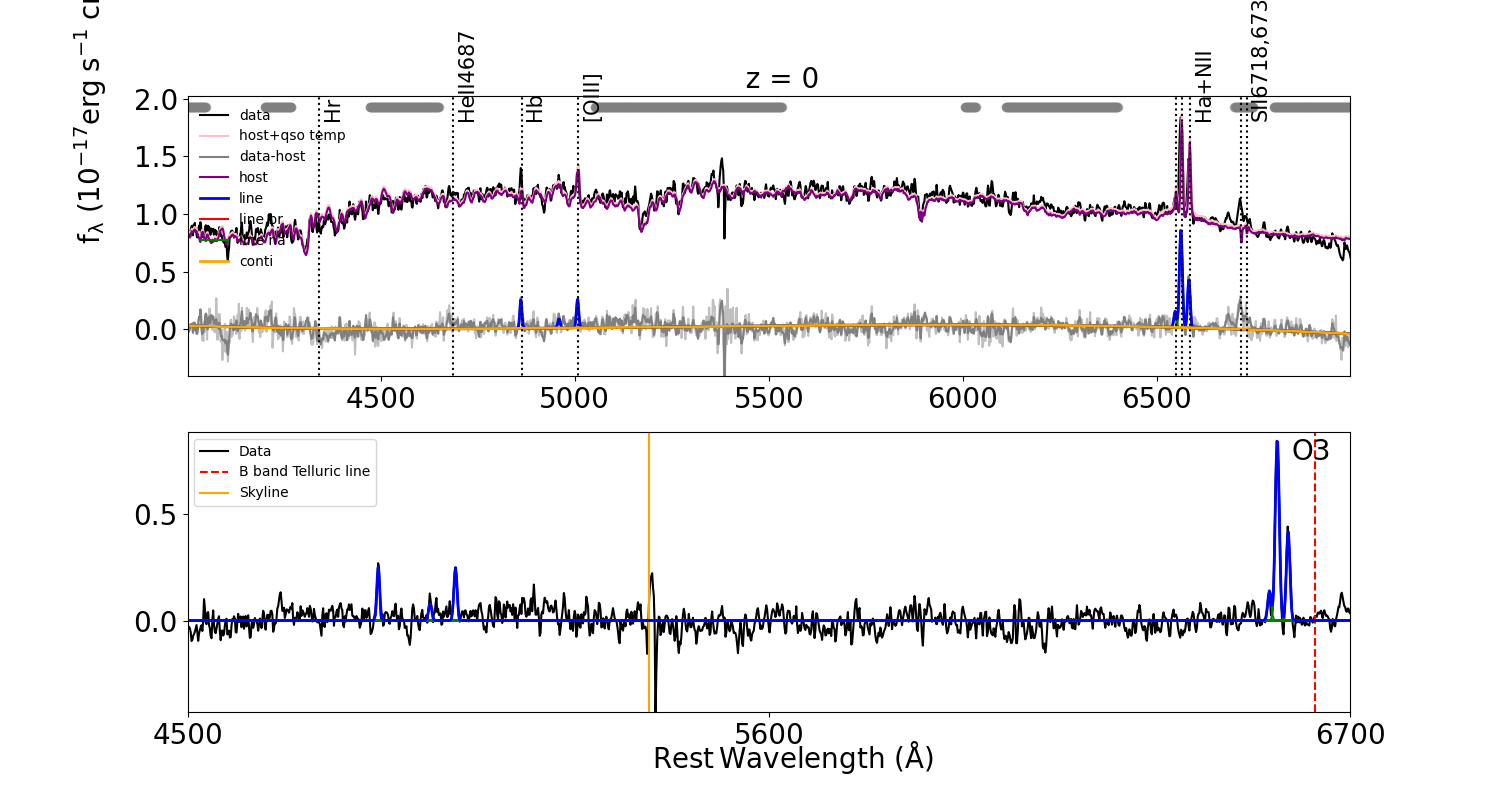 z = 0
fλ (10−17erg s−1 c
2.0
1.5
1.0
0.5
0.0
Hr
HeII4687
Hb
[OIII]
Ha+NII
SII6718,673
data
host+qso temp
data-host
host
line
line br
line na
conti
4500
5000
5500
6000
6500
0.5
0.0
Data
B band Telluric line
Skyline
O3
4500
5600
6700
Rest Wavelength (Å)